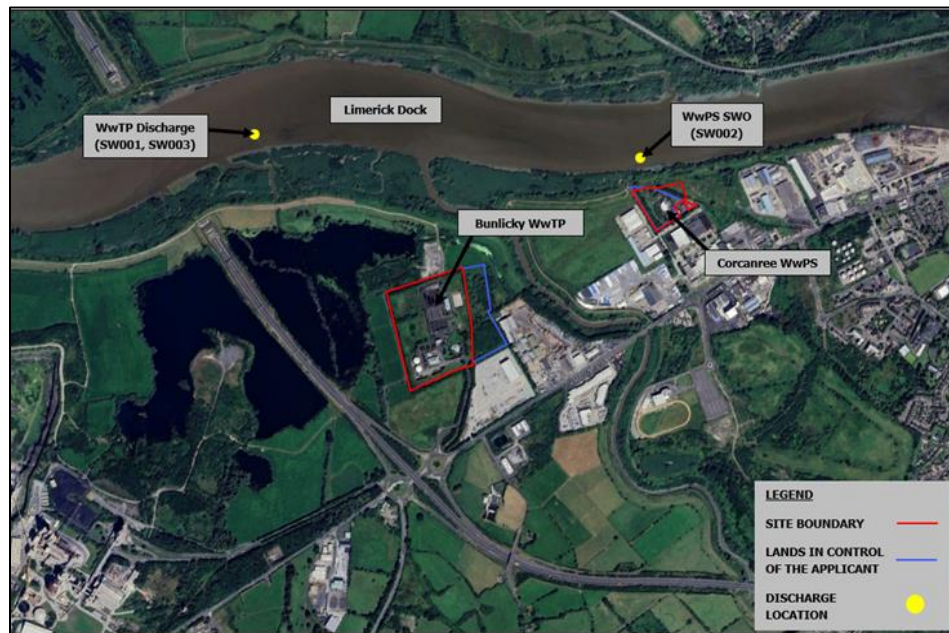 Limerick Dock
WwTP Discharge
(SW001, SW003)
WwPS SWO
(SW002)
Bunlicky WwTP
Corcanree WwPS
LEGEND
SITE BOUNDARY
LANDS IN CONTROL
OF THE APPLICANT
DISCHARGE
LOCATION